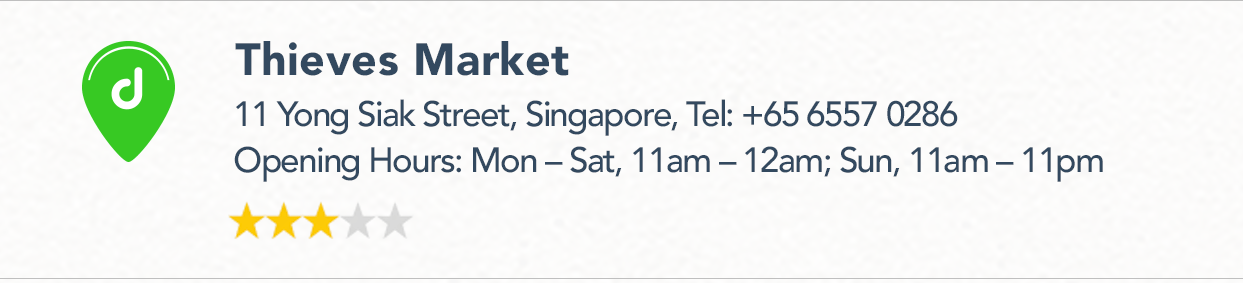 d
Thieves Market
11 Yong Siak Street, Singapore, Tel: +65 6557 0286
Opening Hours: Mon – Sat, 11am – 12am; Sun, 11am – 11pm